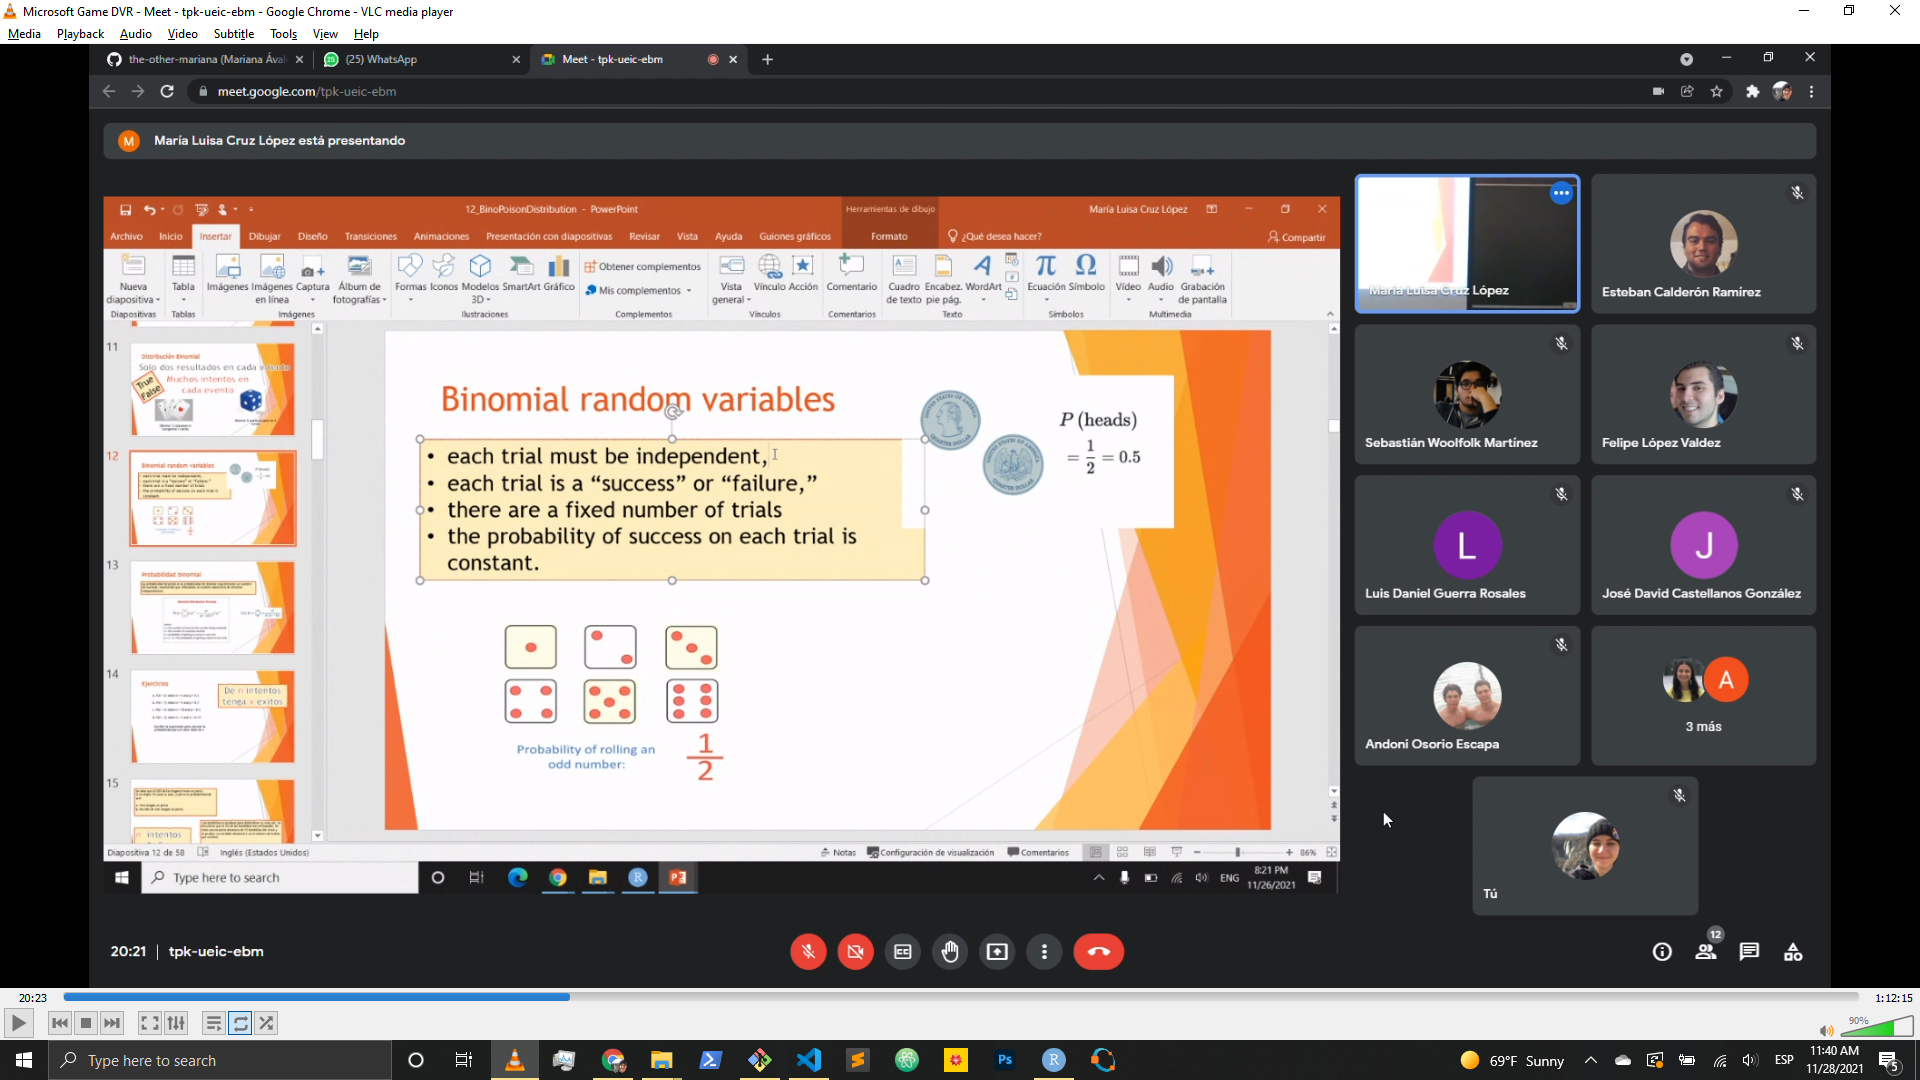 Microsoft Game DVR - Meet - tpk-ueic-ebm - Google Chrome - VLC media player
Media Playback Audio Video Subtitle Tools View Help
the-other-mariana (Mariana Ával
(25) WhatsApp
Meet - tpk-ueic-ebm
meet.google.com/tpk-ueic-ebm
M María Luisa Cruz López está presentando
12_BinoPoisonDistribution - PowerPoint
Herramientas de dibujo
María Luisa Cruz López
Archivo Inicio Insertar Dibujar Diseño Transiciones Animaciones Presentación con diapositivas Revisar Vista Ayuda Guiones gráficos Formato ¿Qué desea hacer? Compartir
Nueva diapositiva
Tabla
Imágenes
Imágenes en línea
Captura
Álbum de fotografías
Formas
Iconos
Modelos 3D
SmartArt
Gráfico
Obtener complementos
Mis complementos
Vista general
Vínculo
Acción
Comentario
Cuadro de texto
Encabez. pie pág.
WordArt
Ecuación
Símbolo
Vídeo
Audio
Grabación de pantalla
Diapositivas Tablas Imágenes Ilustraciones Complementos Vínculos Comentarios Texto Símbolos Multimedia
11
Distribución Binomial
Solo dos resultados en cada intento
Muchos intentos en
cada evento
True
False
12
Binomial random variables
13
Probabilidad binomial
14
Ejercicios
De n intentos
tenga x exitos
15
n intentos
Binomial random variables
• each trial must be independent,
• each trial is a “success” or “failure,”
• there are a fixed number of trials
• the probability of success on each trial is
constant.
P (heads)
= 1/2 = 0.5
Probability of rolling an
odd number:
1/2
Diapositiva 12 de 58
Inglés (Estados Unidos)
Notas
Configuración de visualización
Comentarios
86%
Type here to search
ENG
8:21 PM
11/26/2021
María Luisa Cruz López
Esteban Calderón Ramírez
Sebastián Woolfolk Martínez
Felipe López Valdez
L
Luis Daniel Guerra Rosales
J
José David Castellanos González
Andoni Osorio Escapa
A
3 más
Tú
20:21 | tpk-ueic-ebm
12
20:23
1:12:15
90%
Type here to search
Ps
R
69°F Sunny
ESP
11:40 AM
11/28/2021
5